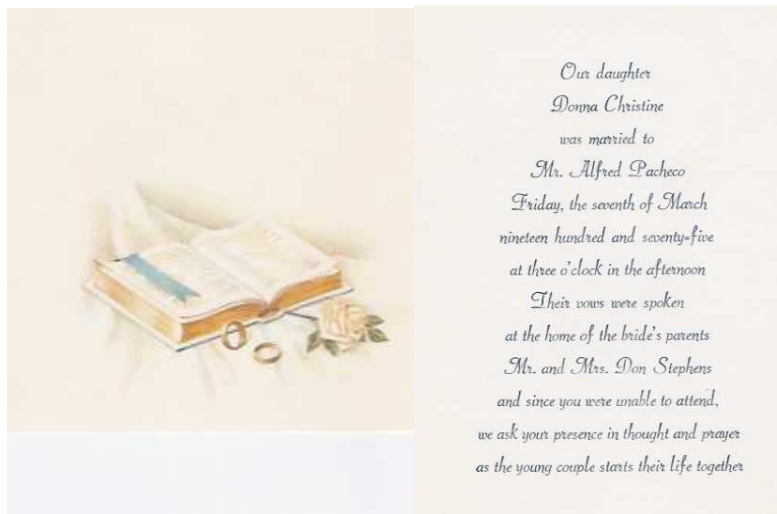 Our daughter
Donna Christine
was married to
Mr. Alfred Pacheco
Friday, the seventh of March
nineteen hundred and seventy=five
at three o'clock in the afternoon
Their vows were spoken
at the home of the bride's parents
Mr. and Mrs. Don Stephens
and since you were unable to attend,
we ask your presence in thought and prayer
as the young couple starts their life together